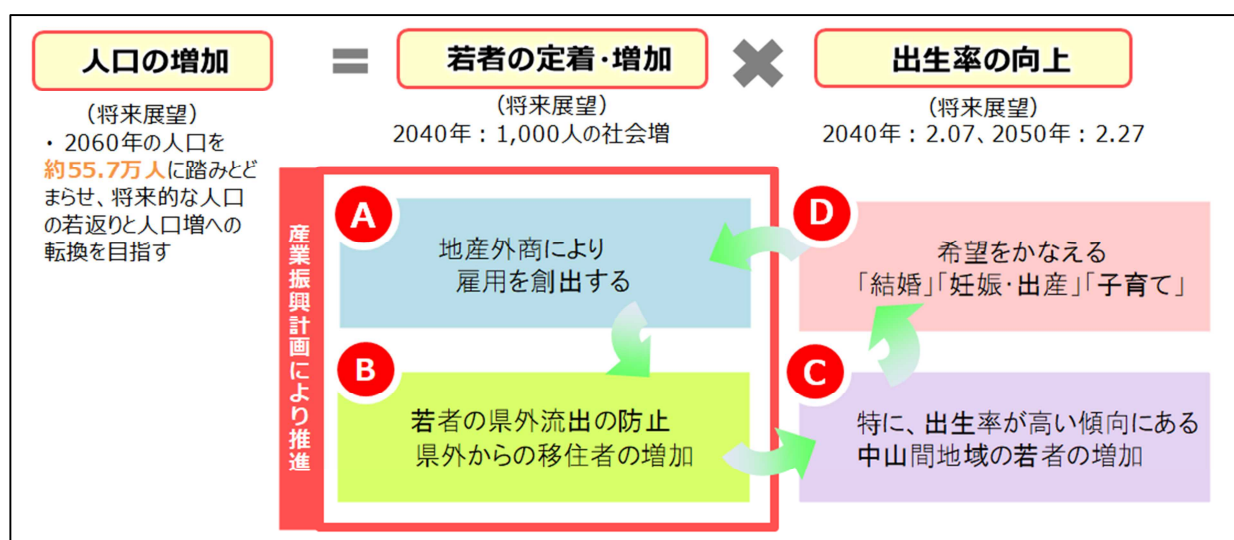 人口の増加
＝
若者の定着・増加
✖
出生率の向上
（将来展望）
・2060年の人口を
約55.7万人に踏みとど
まらせ、将来的な人口
の若返りと人口増への
転換を目指す
（将来展望）
2040年：1,000人の社会増
（将来展望）
2040年：2.07、2050年：2.27
産業振興計画により推進
A
地産外商により
雇用を創出する
B
若者の県外流出の防止
県外からの移住者の増加
C
特に、出生率が高い傾向にある
中山間地域の若者の増加
D
希望をかなえる
「結婚」「妊娠・出産」「子育て」